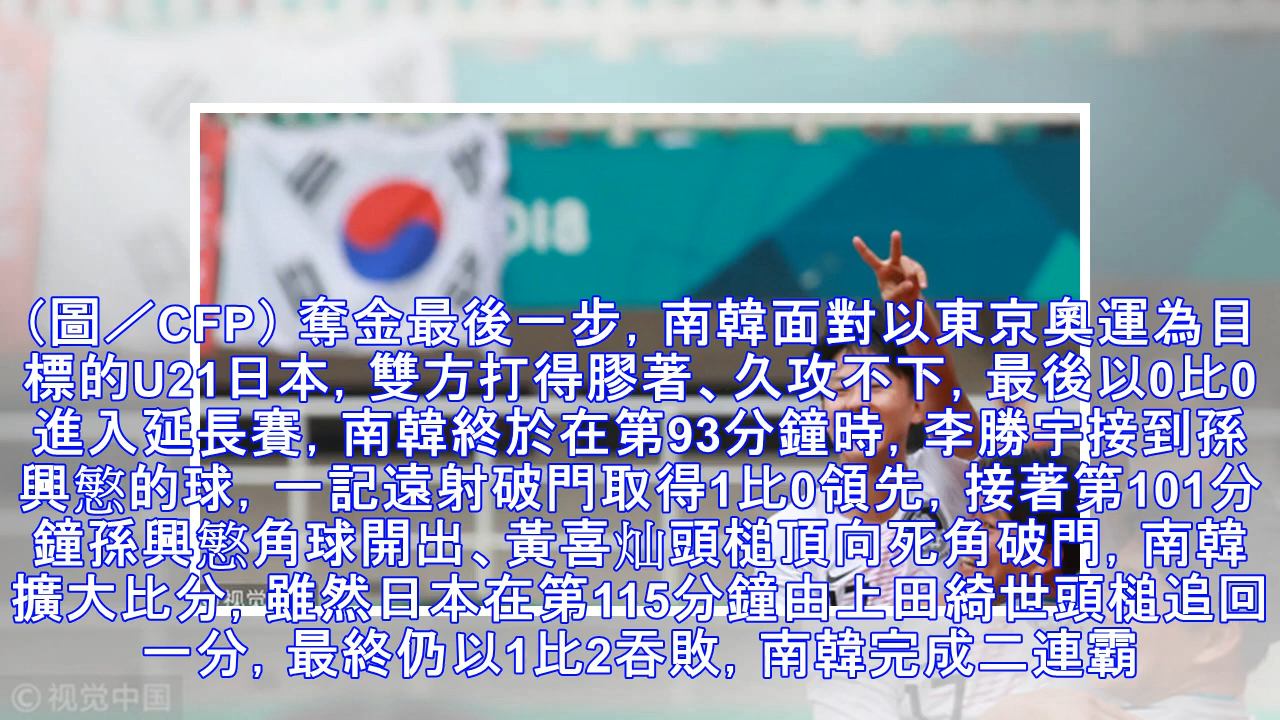 （圖／CFP）奪金最後一步, 南韓面對以東京奧運為目
標的U21日本, 雙方打得膠著、久攻不下, 最後以0比0
進入延長賽, 南韓終於在第93分鐘時, 李勝宇接到孫
興慜的球, 一記遠射破門取得1比0領先, 接著第101分
鐘孫興慜角球開出、黃喜灿頭槌頂向死角破門, 南韓
擴大比分, 雖然日本在第115分鐘由上田綺世頭槌追回
一分, 最終仍以1比2吞敗, 南韓完成二連霸
2018
视觉
© 视觉中国